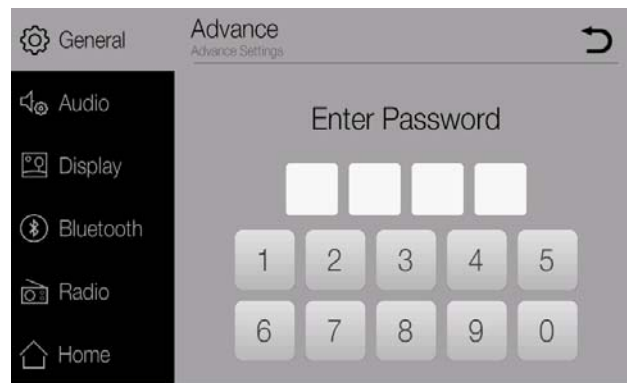 General
Audio
Display
Bluetooth
Radio
Home
Advance
Advance Settings
Enter Password
1 2 3 4 5
6 7 8 9 0